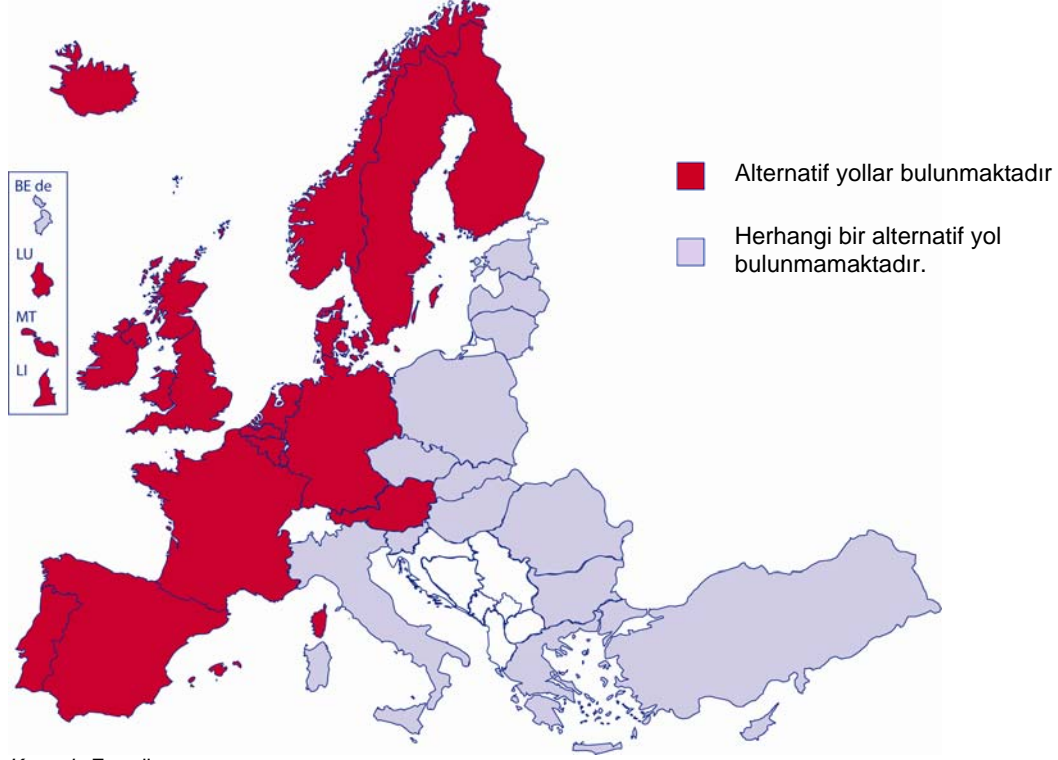 BE de
LU
MT
LI
Alternatif yollar bulunmaktadır
Herhangi bir alternatif yol
bulunmamaktadır.